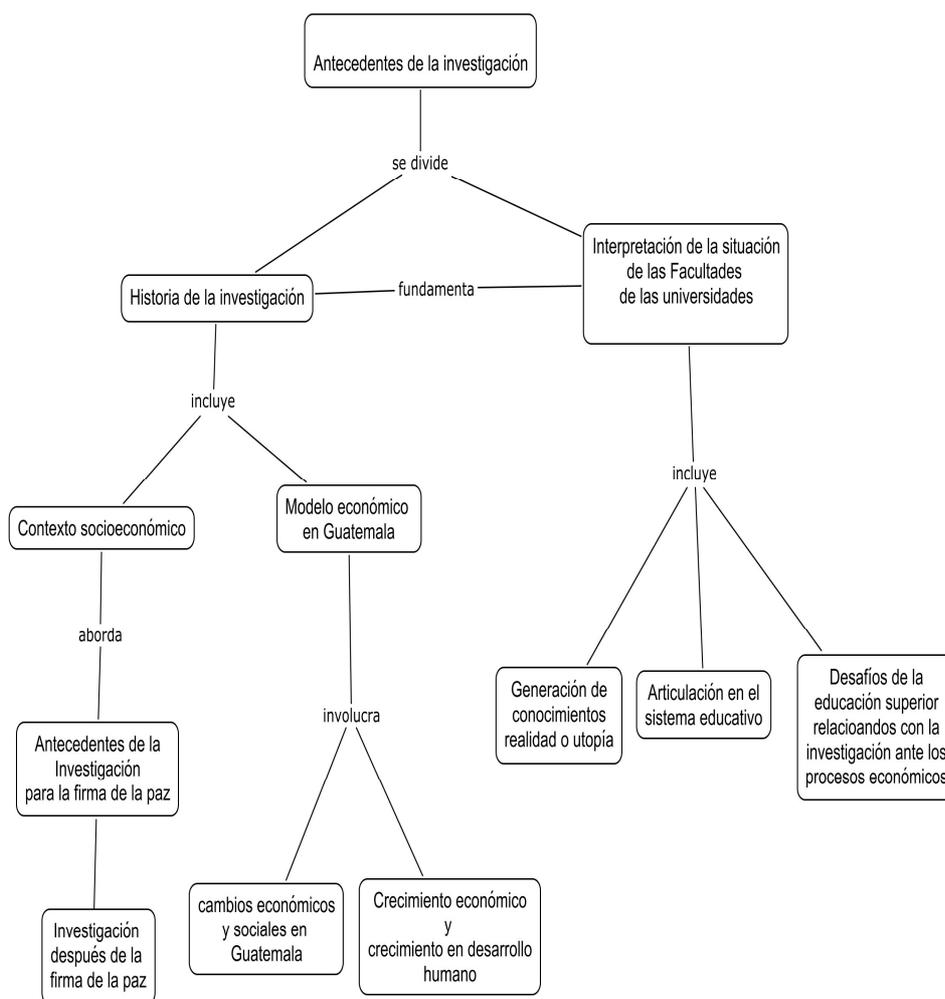 Antecedentes de la investigación
se divide
Interpretación de la situación
de las Facultades
de las universidades
Historia de la investigación
fundamenta
incluye
incluye
Contexto socioeconómico
Modelo económico
en Guatemala
aborda
involucra
Generación de
conocimientos
realidad o utopía
Articulación en el
sistema educativo
Desafíos de la
educación superior
relacioandos con la
investigación ante los
procesos económicos
Antecedentes de la
Investigación
para la firma de la paz
cambios económicos
y sociales en
Guatemala
Crecimiento económico
y
crecimiento en desarrollo
humano
Investigación
después de la
firma de la paz